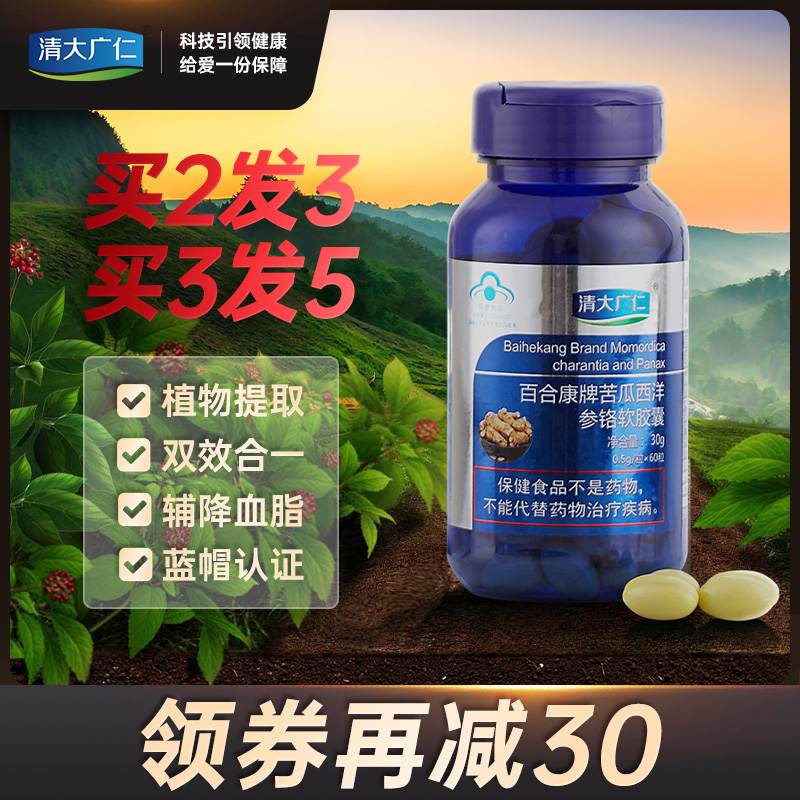 清大广仁
®
科技引领健康
给爱一份保障
买2发3
买3发5
植物提取
双效合一
辅降血脂
蓝帽认证
清大广仁
®
Baihekang Brand Momordica
charantia and Panax
百合康牌苦瓜西洋
参铬软胶囊
净含量：30g
0.5g/粒×60粒
保健食品不是药物，
不能代替药物治疗疾病。
领券再减30